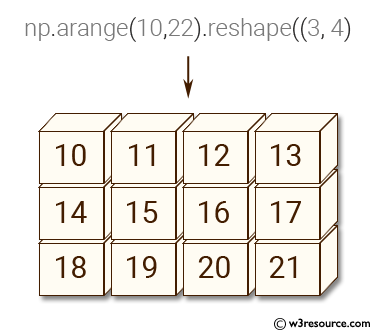 np.arange(10,22).reshape((3, 4)
10 11 12 13
14 15 16 17
18 19 20 21
© w3resource.com